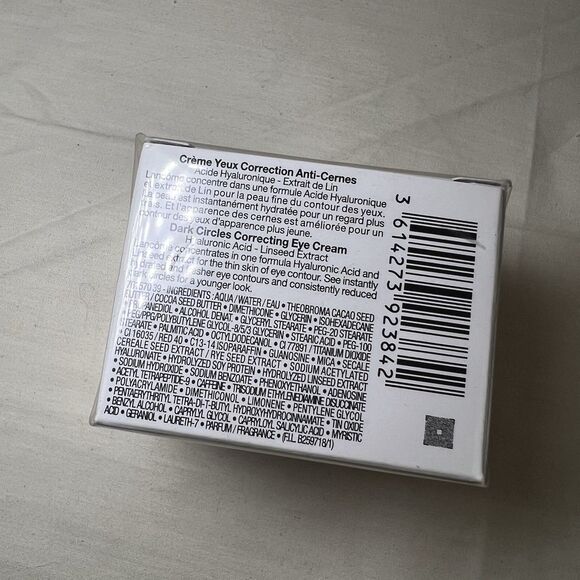 Crème Yeux Correction Anti-Cernes
Acide Hyaluronique - Extrait de Lin
Lancôme concentre dans une formule Acide Hyaluronique
et extrait de Lin pour la peau fine du contour des yeux.
La peau est instantanément hydratée pour un regard plus
frais. Et l'apparence des cernes est améliorée pour un
contour des yeux d'apparence plus jeune.
Dark Circles Correcting Eye Cream
Hyaluronic Acid - Linseed Extract
Lancôme concentrates in one formula Hyaluronic Acid and
Linseed extract for the thin skin of eye contour. See instantly
hydrated and fresher eye contours and consistently reduced
dark circles for a younger look.
INGREDIENTS: AQUA / WATER / EAU • THEOBROMA CACAO SEED
BUTTER / COCOA SEED BUTTER • DIMETHICONE • GLYCERIN • ISOHEXADECANE
• ALCOHOL DENAT. • GLYCERYL STEARATE • PEG-20 STEARATE
• PEG/PPG/POLYBUTYLENE GLYCOL-8/5/3 GLYCERIN • STEARIC ACID • PEG-100
STEARATE • PALMITIC ACID • OCTYLDODECANOL • CI 77891 / TITANIUM DIOXIDE
• CI 16035 / RED 40 • C13-14 ISOPARAFFIN • GUANOSINE • MICA • SECALE
CEREALE SEED EXTRACT / RYE SEED EXTRACT • SODIUM ACETYLATED
HYALURONATE • HYDROLYZED SOY PROTEIN • HYDROLYZED LINSEED EXTRACT
• SODIUM HYDROXIDE • SODIUM BENZOATE • PHENOXYETHANOL • ADENOSINE
• ACETYL TETRAPEPTIDE-9 • CAFFEINE • TRISODIUM ETHYLENEDIAMINE DISUCCINATE
• POLYACRYLAMIDE • DIMETHICONOL • LIMONENE • PENTYLENE GLYCOL
• PENTAERYTHRITYL TETRA-DI-T-BUTYL HYDROXYHYDROCINNAMATE • TIN OXIDE
• BENZYL ALCOHOL • CAPRYLYL GLYCOL • CAPRYLOYL SALICYLIC ACID • MYRISTIC
ACID • GERANIOL • LAURETH-7 • PARFUM / FRAGRANCE • (F.I.L. B259718/1)
3 614273 923842